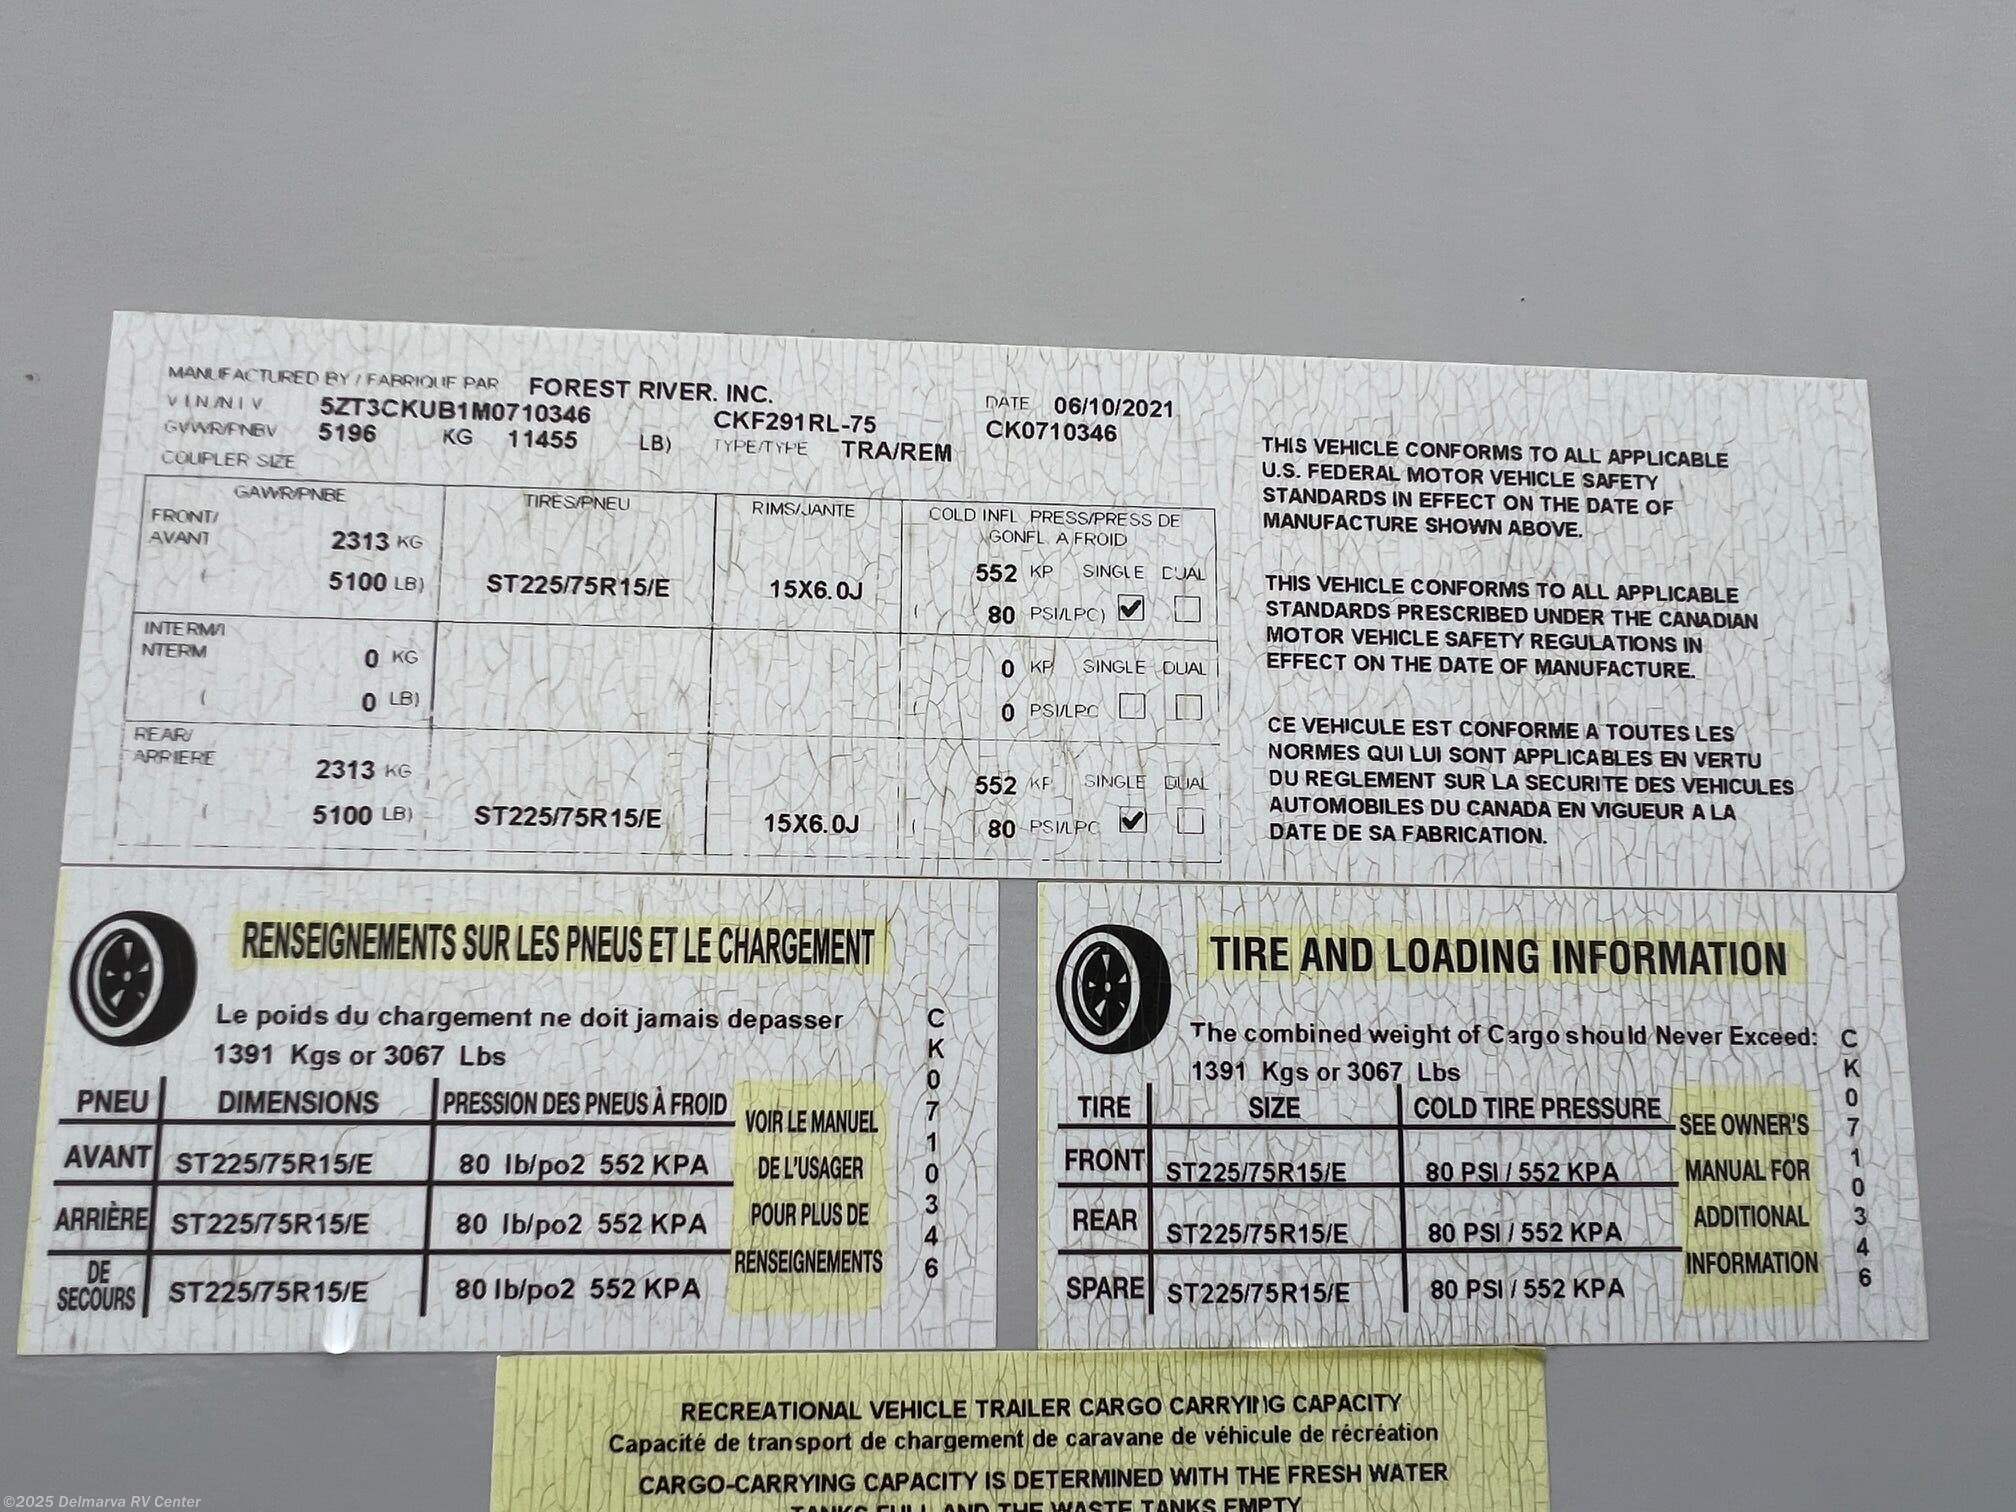 MANUFACTURED BY / FABRIQUE PAR FOREST RIVER. INC.
VIN/NIV 5ZT3CKUB1M0710346 CKF291RL-75 DATE 06/10/2021
GVWR/PNBV 5196 KG 11455 LB) TYPE/TYPE TRA/REM CK0710346
COUPLER SIZE
GAWR/PNBE TIRES/PNEU RIMS/JANTE COLD INFL PRESS/PRESS DE GONFL A FROID
FRONT/AVANT 2313 KG 552 KP SINGLE DUAL
( 5100 LB) ST225/75R15/E 15X6.0J ( 80 PSI/LPC)
INTERM/INTERM 0 KG 0 KP SINGLE DUAL
( 0 LB) ( 0 PSI/LPC
REAR/ARRIERE 2313 KG 552 KP SINGLE DUAL
( 5100 LB) ST225/75R15/E 15X6.0J ( 80 PSI/LPC
THIS VEHICLE CONFORMS TO ALL APPLICABLE
U.S. FEDERAL MOTOR VEHICLE SAFETY
STANDARDS IN EFFECT ON THE DATE OF
MANUFACTURE SHOWN ABOVE.
THIS VEHICLE CONFORMS TO ALL APPLICABLE
STANDARDS PRESCRIBED UNDER THE CANADIAN
MOTOR VEHICLE SAFETY REGULATIONS IN
EFFECT ON THE DATE OF MANUFACTURE.
CE VEHICULE EST CONFORME A TOUTES LES
NORMES QUI LUI SONT APPLICABLES EN VERTU
DU REGLEMENT SUR LA SECURITE DES VEHICULES
AUTOMOBILES DU CANADA EN VIGUEUR A LA
DATE DE SA FABRICATION.
RENSEIGNEMENTS SUR LES PNEUS ET LE CHARGEMENT
Le poids du chargement ne doit jamais depasser
1391 Kgs or 3067 Lbs
PNEU DIMENSIONS PRESSION DES PNEUS À FROID
AVANT ST225/75R15/E 80 lb/po2 552 KPA
ARRIÈRE ST225/75R15/E 80 lb/po2 552 KPA
DE SECOURS ST225/75R15/E 80 lb/po2 552 KPA
VOIR LE MANUEL
DE L'USAGER
POUR PLUS DE
RENSEIGNEMENTS
CK0710346
TIRE AND LOADING INFORMATION
The combined weight of Cargo should Never Exceed:
1391 Kgs or 3067 Lbs
TIRE SIZE COLD TIRE PRESSURE
FRONT ST225/75R15/E 80 PSI / 552 KPA
REAR ST225/75R15/E 80 PSI / 552 KPA
SPARE ST225/75R15/E 80 PSI / 552 KPA
SEE OWNER'S
MANUAL FOR
ADDITIONAL
INFORMATION
CK0710346
RECREATIONAL VEHICLE TRAILER CARGO CARRYING CAPACITY
Capacité de transport de chargement de caravane de véhicule de récréation
CARGO-CARRYING CAPACITY IS DETERMINED WITH THE FRESH WATER
TANKS FULL AND THE WASTE TANKS EMPTY
©2025 Delmarva RV Center